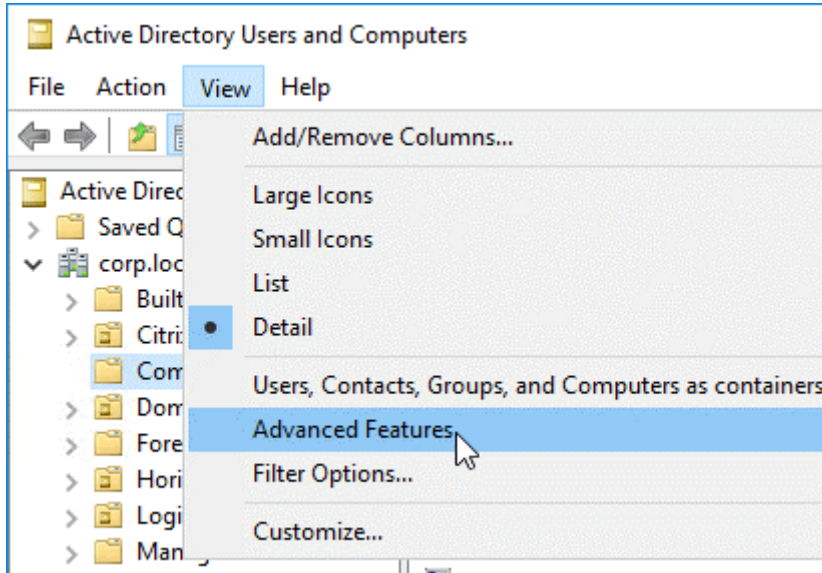 Active Directory Users and Computers
File Action View Help
Add/Remove Columns...
Active Direc
Large Icons
Saved Q
Small Icons
corp.loc
List
Built
Detail
Citri
Com
Users, Contacts, Groups, and Computers as containers
Dom
Advanced Features
Fore
Filter Options...
Hori
Logi
Customize...
Man